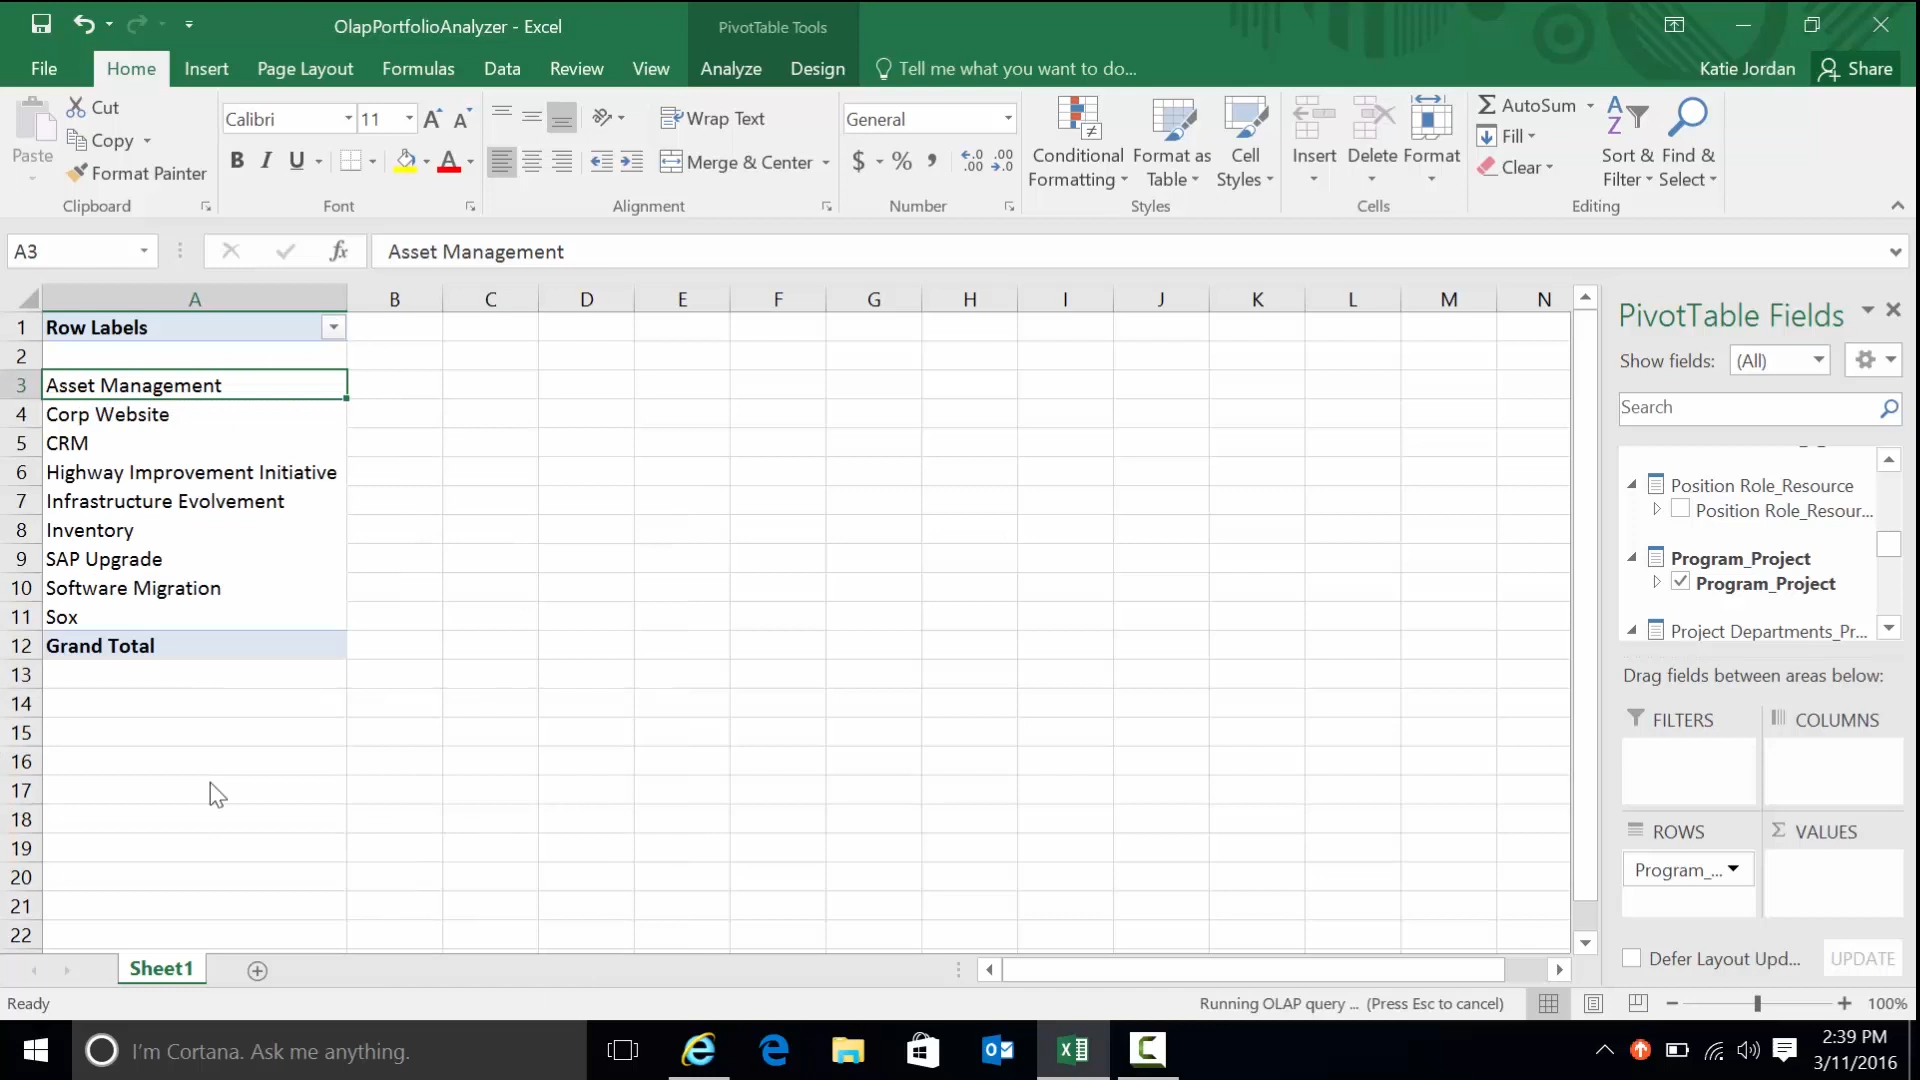 OlapPortfolioAnalyzer - Excel
PivotTable Tools
File Home Insert Page Layout Formulas Data Review View Analyze Design Tell me what you want to do... Katie Jordan Share
Paste
Cut
Copy
Format Painter
Clipboard
Calibri 11
B I U
Font
Wrap Text
Merge & Center
Alignment
General
$ % ,
Number
Conditional Formatting
Format as Table
Cell Styles
Styles
Insert Delete Format
Cells
AutoSum
Fill
Clear
Sort & Filter
Find & Select
Editing
A3 fx Asset Management
A B C D E F G H I J K L M N
1 Row Labels
2
3 Asset Management
4 Corp Website
5 CRM
6 Highway Improvement Initiative
7 Infrastructure Evolvement
8 Inventory
9 SAP Upgrade
10 Software Migration
11 Sox
12 Grand Total
13
14
15
16
17
18
19
20
21
22
PivotTable Fields
Show fields: (All)
Search
Position Role_Resource
Position Role_Resour...
Program_Project
Program_Project
Project Departments_Pr...
Drag fields between areas below:
FILTERS COLUMNS
ROWS VALUES
Program_...
Defer Layout Upd... UPDATE
Sheet1
Ready Running OLAP query ... (Press Esc to cancel) 100%
I'm Cortana. Ask me anything.
2:39 PM
3/11/2016